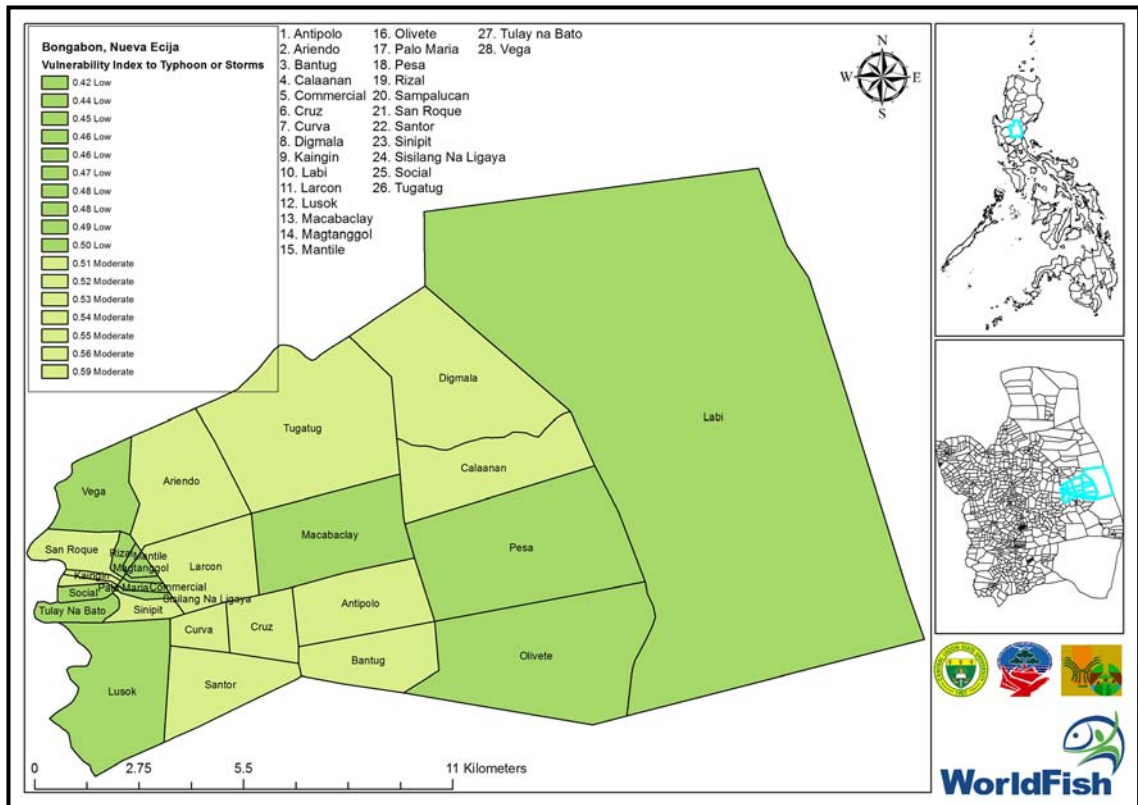 Bongabon, Nueva Ecija
Vulnerability Index to Typhoon or Storms
0.42 Low
0.44 Low
0.45 Low
0.46 Low
0.46 Low
0.47 Low
0.48 Low
0.48 Low
0.49 Low
0.50 Low
0.51 Moderate
0.52 Moderate
0.53 Moderate
0.54 Moderate
0.55 Moderate
0.56 Moderate
0.59 Moderate
1. Antipolo
2. Ariendo
3. Bantug
4. Calaanan
5. Commercial
6. Cruz
7. Curva
8. Digmala
9. Kaingin
10. Labi
11. Larcon
12. Lusok
13. Macabaclay
14. Magtanggol
15. Mantile
16. Olivete
17. Palo Maria
18. Pesa
19. Rizal
20. Sampalucan
21. San Roque
22. Santor
23. Sinipit
24. Sisilang Na Ligaya
25. Social
26. Tugatug
27. Tulay na Bato
28. Vega
N
W E
S
Digmala
Labi
Tugatug
Calaanan
Ariendo
Vega
Macabaclay
Pesa
San Roque
Rizal
Mantile
Magtanggol
Larcon
Kaingin
Palo Maria
Commercial
Social
Sisilang Na Ligaya
Tulay Na Bato
Sinipit
Antipolo
Curva
Cruz
Bantug
Olivete
Lusok
Santor
0 2.75 5.5 11 Kilometers
WorldFish